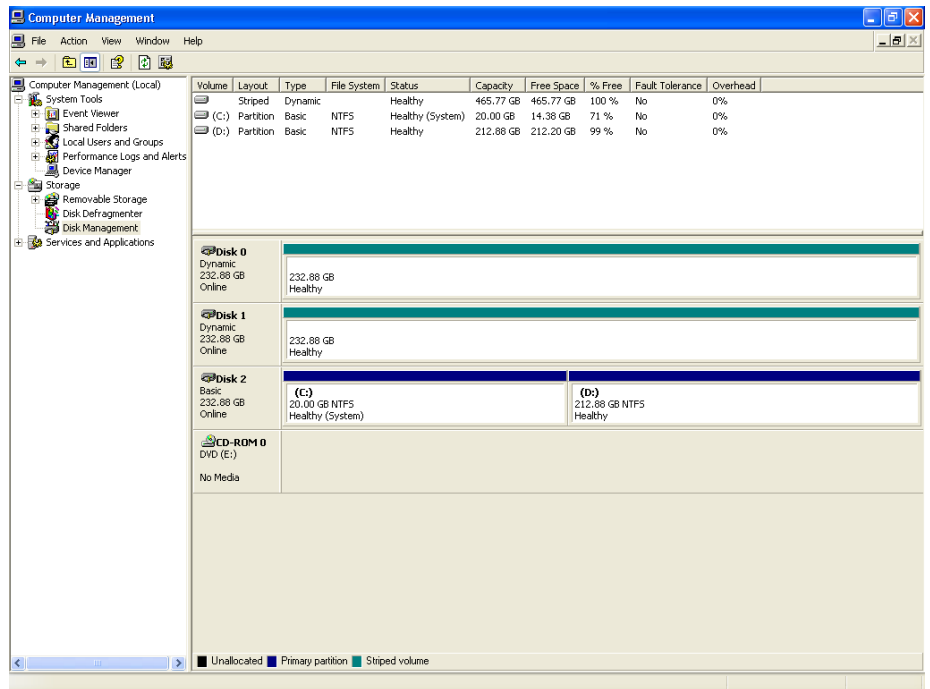 Computer Management
File Action View Window Help
Computer Management (Local)
System Tools
Event Viewer
Shared Folders
Local Users and Groups
Performance Logs and Alerts
Device Manager
Storage
Removable Storage
Disk Defragmenter
Disk Management
Services and Applications
Volume Layout Type File System Status Capacity Free Space % Free Fault Tolerance Overhead
Striped Dynamic Healthy 465.77 GB 465.77 GB 100 % No 0%
(C:) Partition Basic NTFS Healthy (System) 20.00 GB 14.38 GB 71 % No 0%
(D:) Partition Basic NTFS Healthy 212.88 GB 212.20 GB 99 % No 0%
Disk 0
Dynamic
232.88 GB
Online
232.88 GB
Healthy
Disk 1
Dynamic
232.88 GB
Online
232.88 GB
Healthy
Disk 2
Basic
232.88 GB
Online
(C:)
20.00 GB NTFS
Healthy (System)
(D:)
212.88 GB NTFS
Healthy
CD-ROM 0
DVD (E:)
No Media
Unallocated Primary partition Striped volume